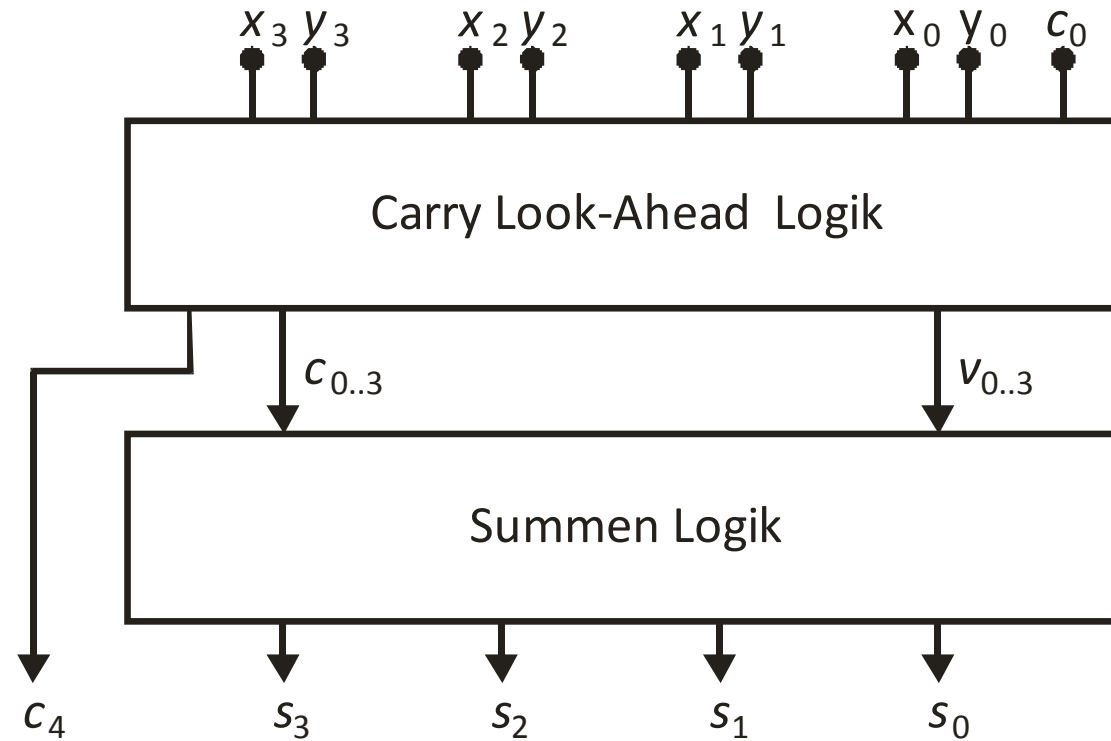 x3 y3 x2 y2 x1 y1 x0 y0 c0
Carry Look-Ahead Logik
c0..3 v0..3
Summen Logik
c4 s3 s2 s1 s0